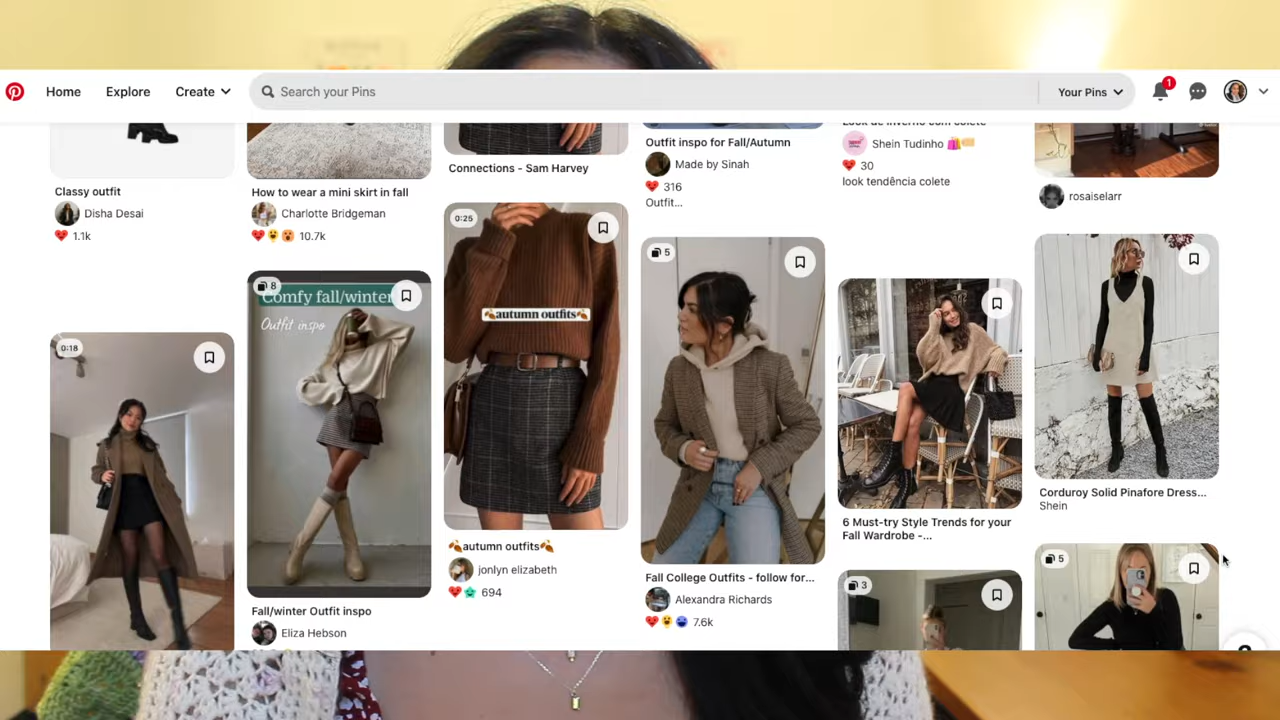 Home
Explore
Create
Search your Pins
Your Pins
1
Classy outfit
Disha Desai
1.1k
0:18
How to wear a mini skirt in fall
Charlotte Bridgeman
10.7k
8
Comfy fall/winter
Outfit inspo
Fall/winter Outfit inspo
Eliza Hebson
Connections - Sam Harvey
0:25
🍂autumn outfits🍂
🍂autumn outfits🍂
jonlyn elizabeth
694
Outfit inspo for Fall/Autumn
Made by Sinah
316
Outfit...
5
Fall College Outfits - follow for...
Alexandra Richards
7.6k
Look de inverno com colete
Shein Tudinho 🛍️🎫
30
look tendência colete
6 Must-try Style Trends for your
Fall Wardrobe -...
3
rosaiselarr
Corduroy Solid Pinafore Dress...
Shein
5